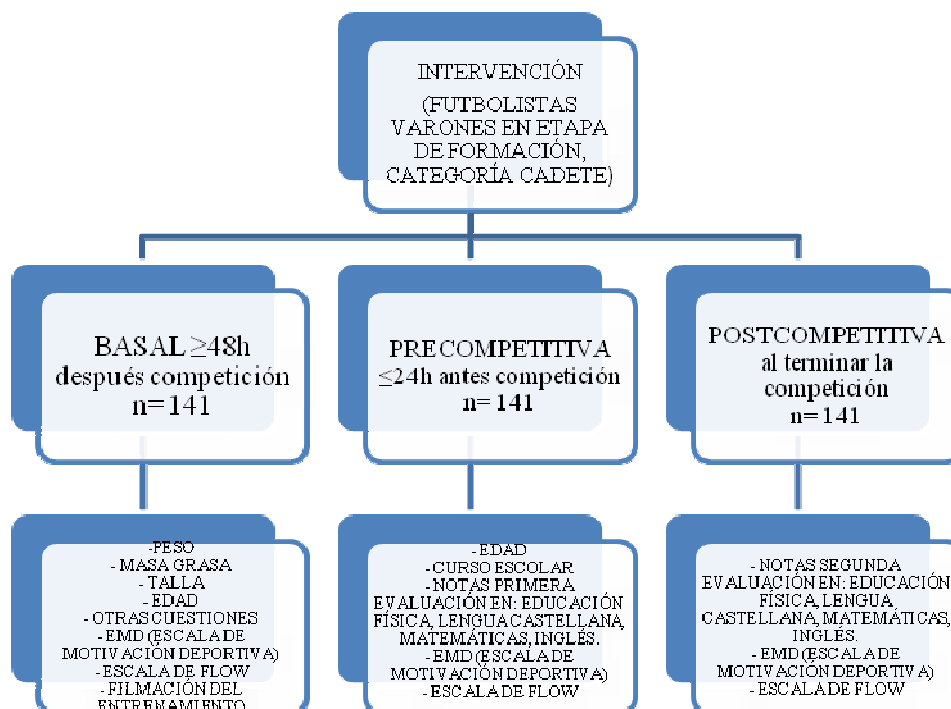 INTERVENCIÓN
(FUTBOLISTAS
VARONES EN ETAPA
DE FORMACIÓN,
CATEGORÍA CADETE)
BASAL ≥48h
después competición
n= 141
PRECOMPETITIVA
≤24h antes competición
n= 141
POSTCOMPETITIVA
al terminar la
competición
n= 141
-PESO
- MASA GRASA
- TALLA
- EDAD
- OTRAS CUESTIONES
- EMD (ESCALA DE
MOTIVACIÓN DEPORTIVA)
- ESCALA DE FLOW
- FILMACIÓN DEL
ENTRENAMIENTO
- EDAD
- CURSO ESCOLAR
- NOTAS PRIMERA
EVALUACIÓN EN: EDUCACIÓN
FÍSICA, LENGUA CASTELLANA,
MATEMÁTICAS, INGLÉS.
- EMD (ESCALA DE
MOTIVACIÓN DEPORTIVA)
- ESCALA DE FLOW
- NOTAS SEGUNDA
EVALUACIÓN EN: EDUCACIÓN
FÍSICA, LENGUA
CASTELLANA, MATEMÁTICAS,
INGLÉS.
- EMD (ESCALA DE
MOTIVACIÓN DEPORTIVA)
- ESCALA DE FLOW